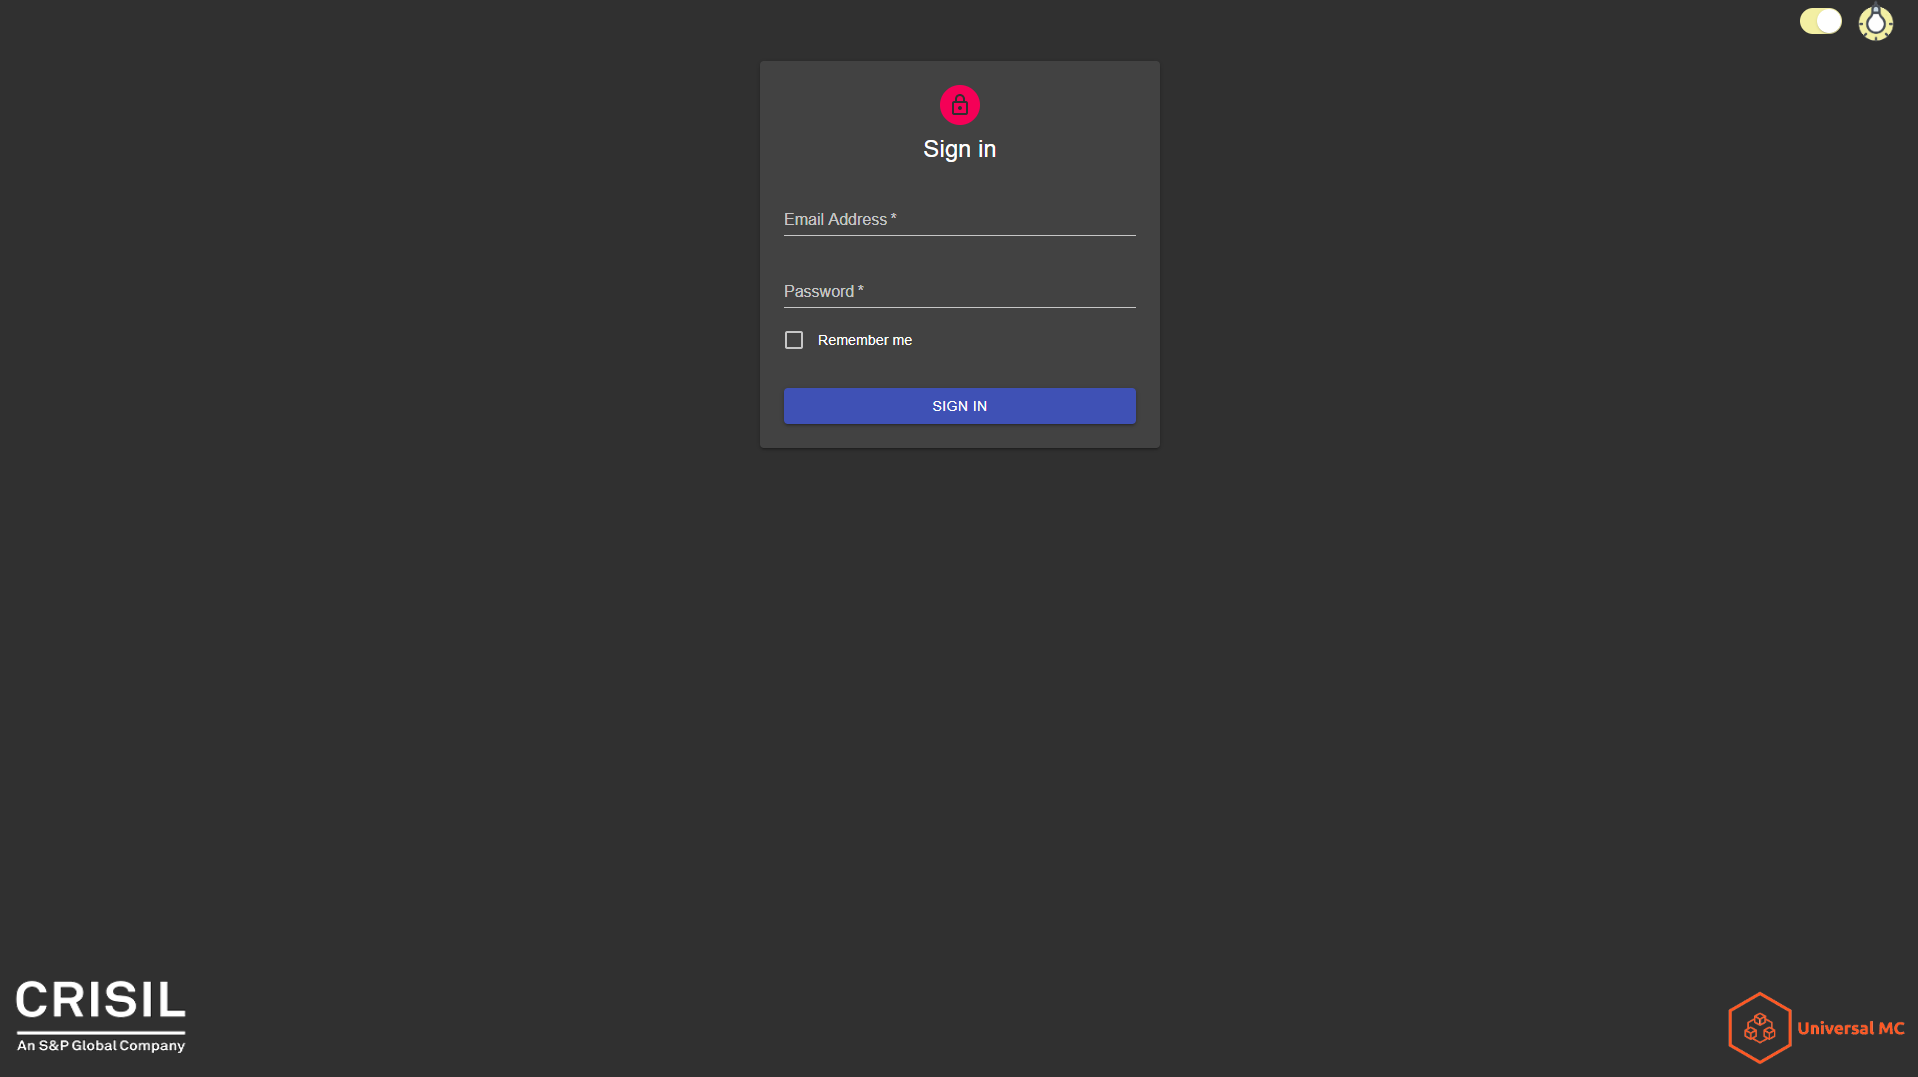 Sign in
Email Address *
Password *
Remember me
SIGN IN
CRISIL
An S&P Global Company
Universal MC